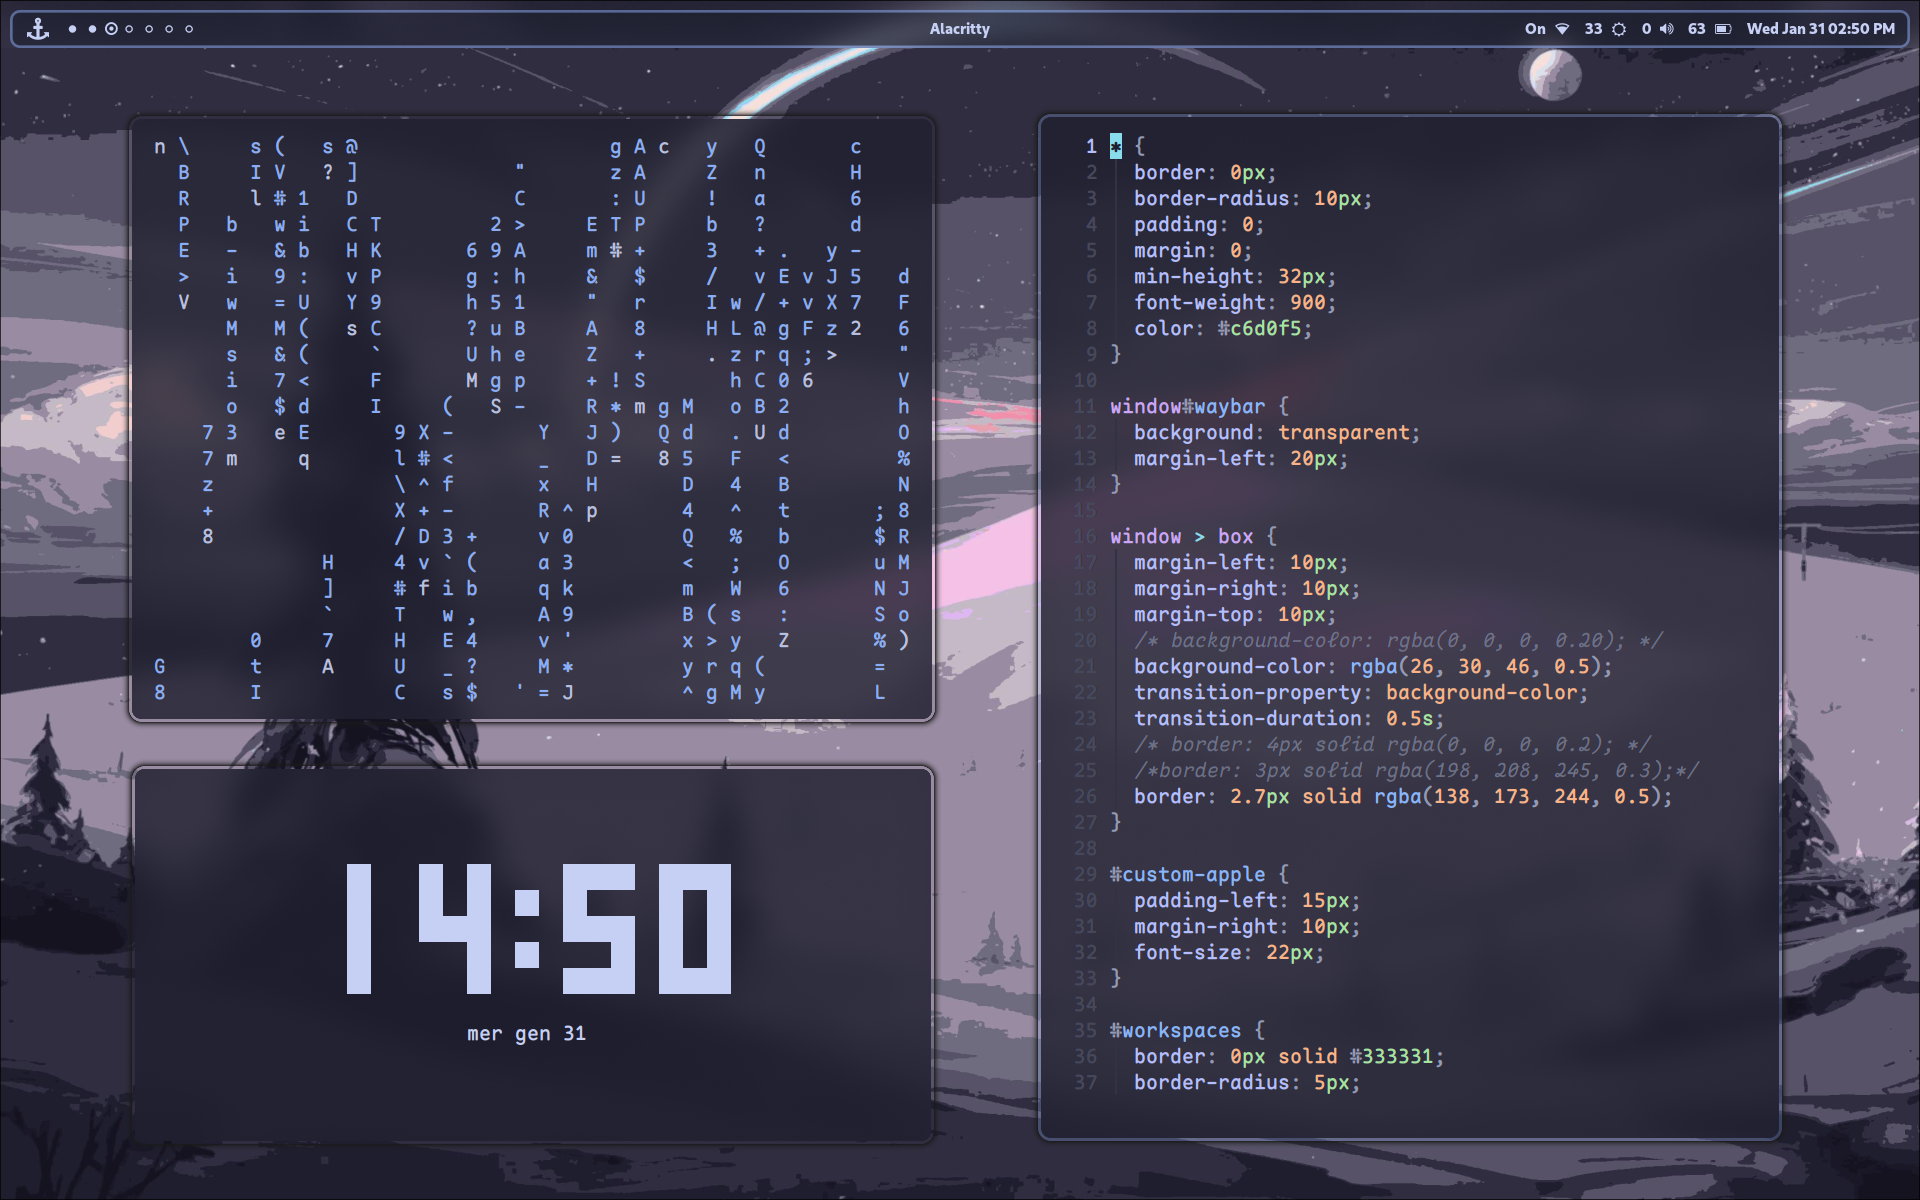 Alacritty
On 33 0 63 Wed Jan 31 02:50 PM
n \ s ( s @ g A c y Q c
B I V ? ] " z A Z n H
R l # 1 D C : U ! a 6
P b w i C T 2 > E T P b ? d
E - & b H K 6 9 A m # + 3 + . y -
> i 9 : v P g : h & $ / v E v J 5 d
V w = U Y 9 h 5 1 " r I w / + v X 7 F
M M ( s C ? u B A 8 H L @ g F z 2 6
s & ( ` U h e Z + . z r q ; > "
i 7 < F M g p + ! S h C 0 6 V
o $ d I ( S - R * m g M o B 2 h
7 3 e E 9 X - Y J ) Q d . U d O
7 m q l # < _ D = 8 5 F < %
z \ ^ f x H D 4 B N
+ X + - R ^ p 4 ^ t ; 8
8 / D 3 + v 0 Q % b $ R
H 4 v ` ( a 3 < ; O u M
] # f i b q k m W 6 N J
` T w , A 9 B ( s : S o
0 7 H E 4 v ' x > y Z % )
G t A U _ ? M * y r q ( =
8 I C s $ ' = J ^ g M y L
14:50
mer gen 31
1 * {
2 border: 0px;
3 border-radius: 10px;
4 padding: 0;
5 margin: 0;
6 min-height: 32px;
7 font-weight: 900;
8 color: #c6d0f5;
9 }
10
11 window#waybar {
12 background: transparent;
13 margin-left: 20px;
14 }
15
16 window > box {
17 margin-left: 10px;
18 margin-right: 10px;
19 margin-top: 10px;
20 /* background-color: rgba(0, 0, 0, 0.20); */
21 background-color: rgba(26, 30, 46, 0.5);
22 transition-property: background-color;
23 transition-duration: 0.5s;
24 /* border: 4px solid rgba(0, 0, 0, 0.2); */
25 /*border: 3px solid rgba(198, 208, 245, 0.3);*/
26 border: 2.7px solid rgba(138, 173, 244, 0.5);
27 }
28
29 #custom-apple {
30 padding-left: 15px;
31 margin-right: 10px;
32 font-size: 22px;
33 }
34
35 #workspaces {
36 border: 0px solid #333331;
37 border-radius: 5px;